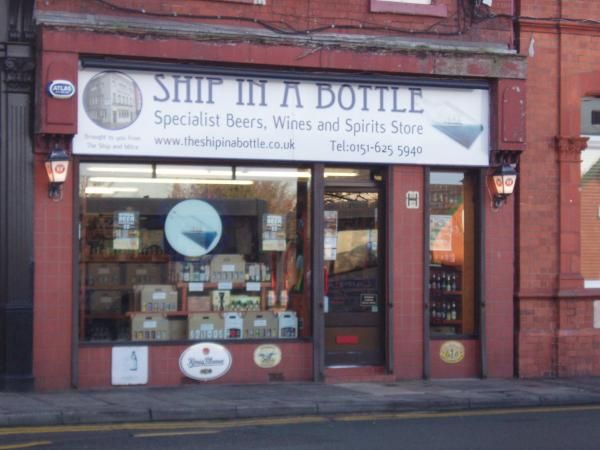 SHIP IN A BOTTLE
Specialist Beers, Wines and Spirits Store
www.theshipinabottle.co.uk
Tel:0151-625 5940
Brought to you from
The Ship and Mitre
ATLAS
BEER
H